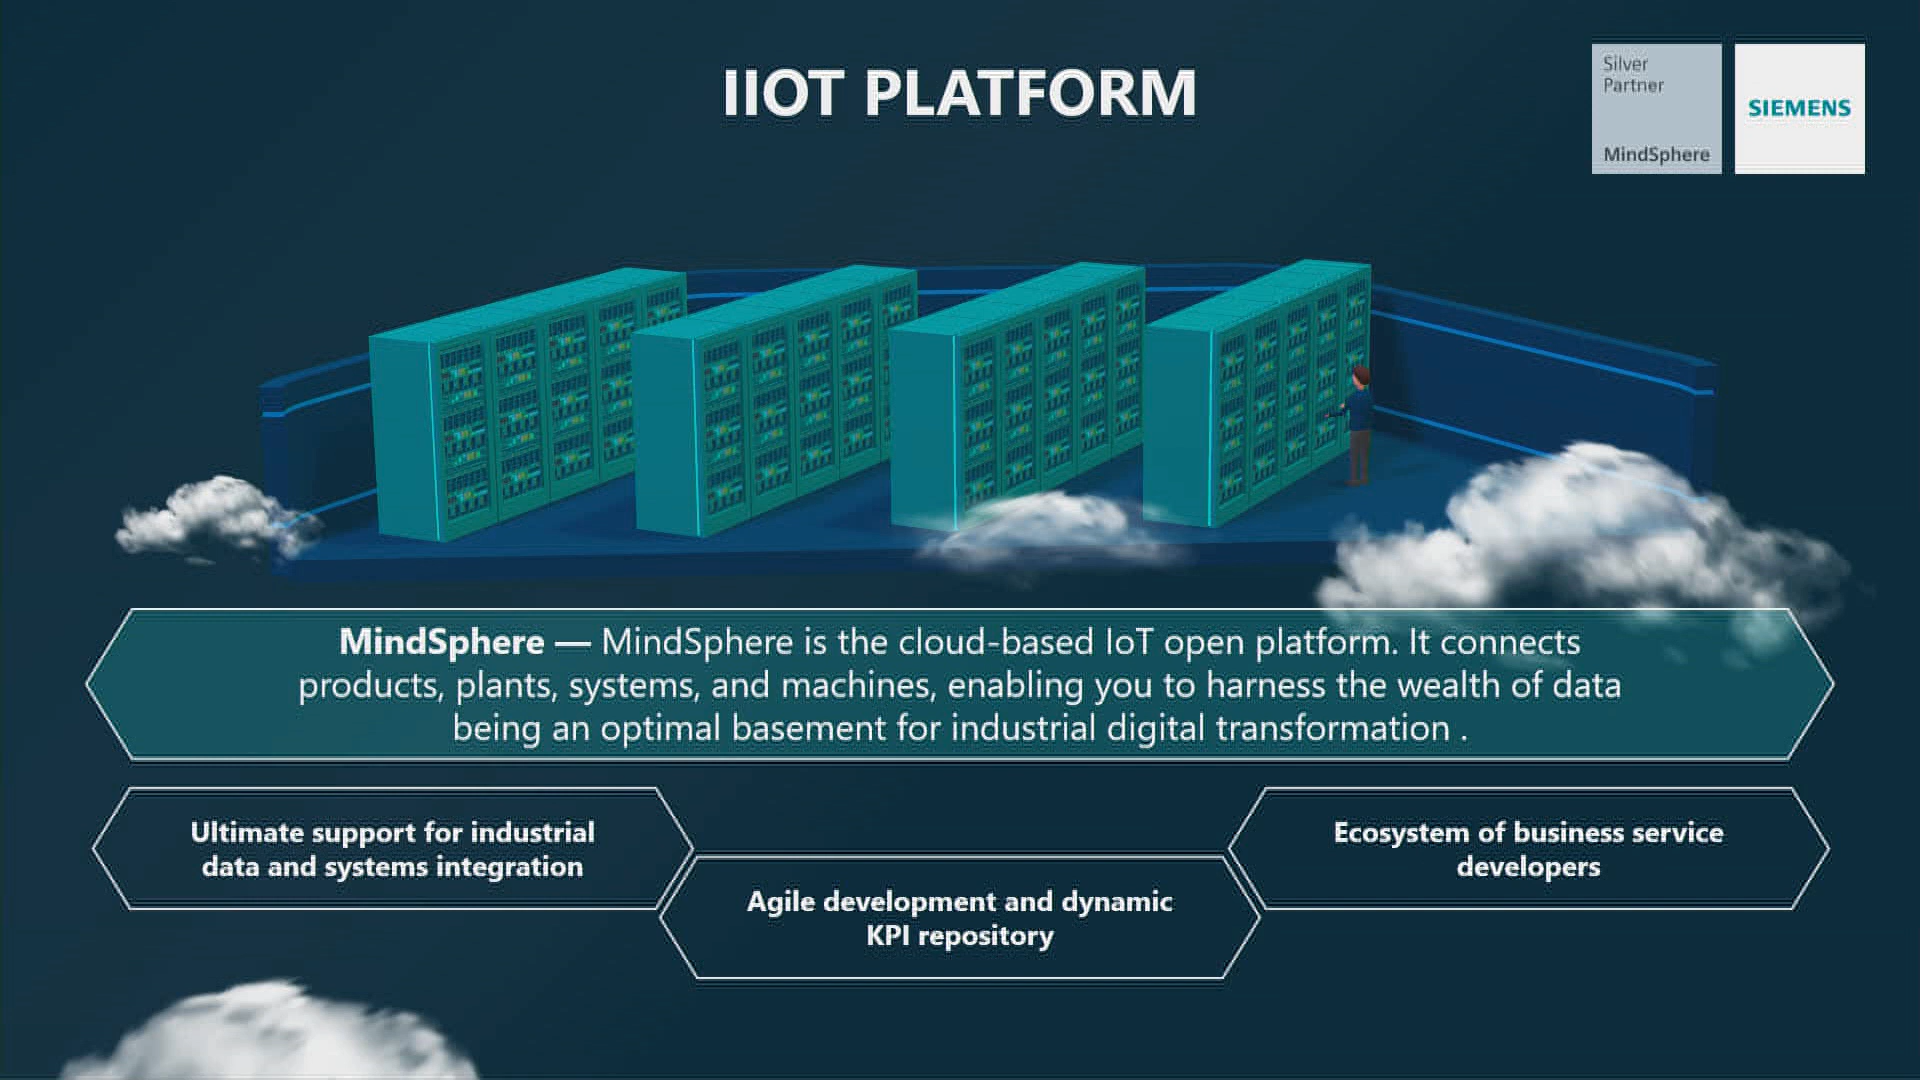 IIOT PLATFORM
Silver
Partner
MindSphere
SIEMENS
MindSphere — MindSphere is the cloud-based IoT open platform. It connects
products, plants, systems, and machines, enabling you to harness the wealth of data
being an optimal basement for industrial digital transformation .
Ultimate support for industrial
data and systems integration
Agile development and dynamic
KPI repository
Ecosystem of business service
developers